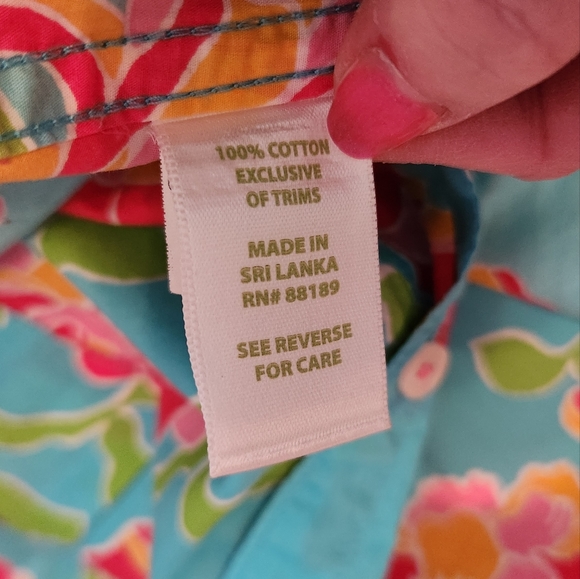 100% COTTON
EXCLUSIVE
OF TRIMS
MADE IN
SRI LANKA
RN# 88189
SEE REVERSE
FOR CARE